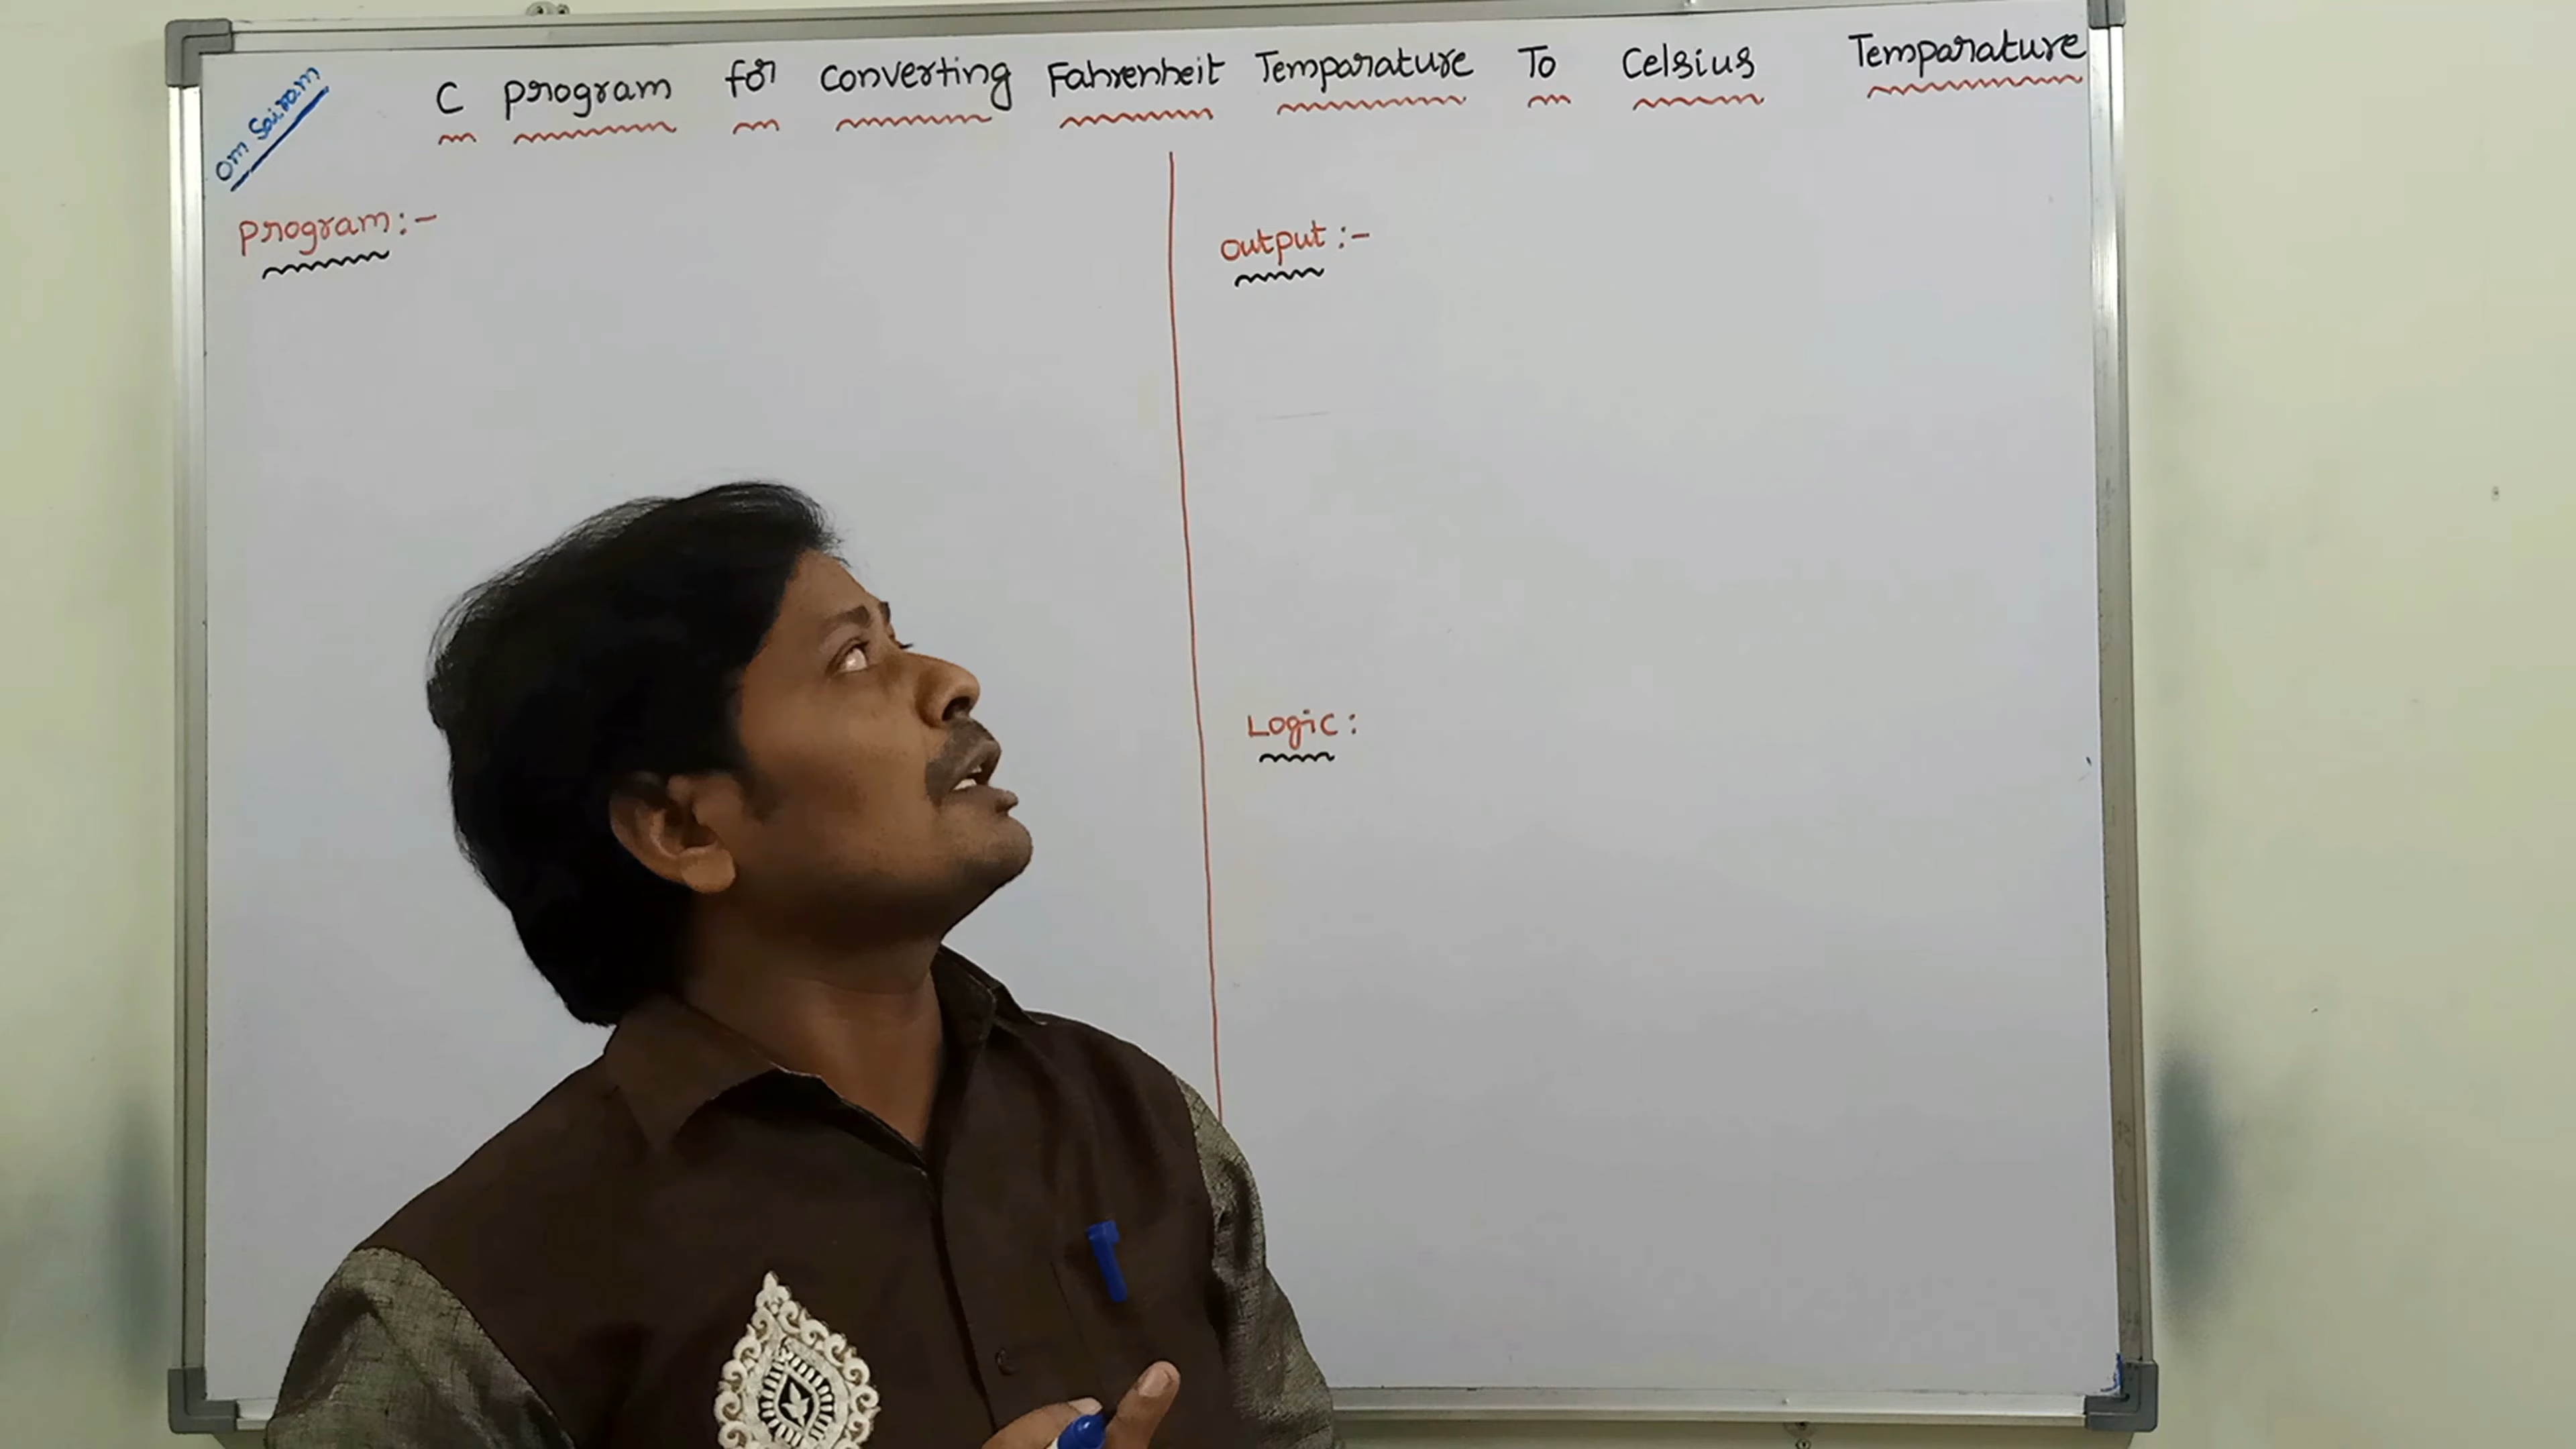 Om Sairam
C program for Converting Fahrenheit Temparature To Celsius Temparature
Program:-
Output:-
Logic: